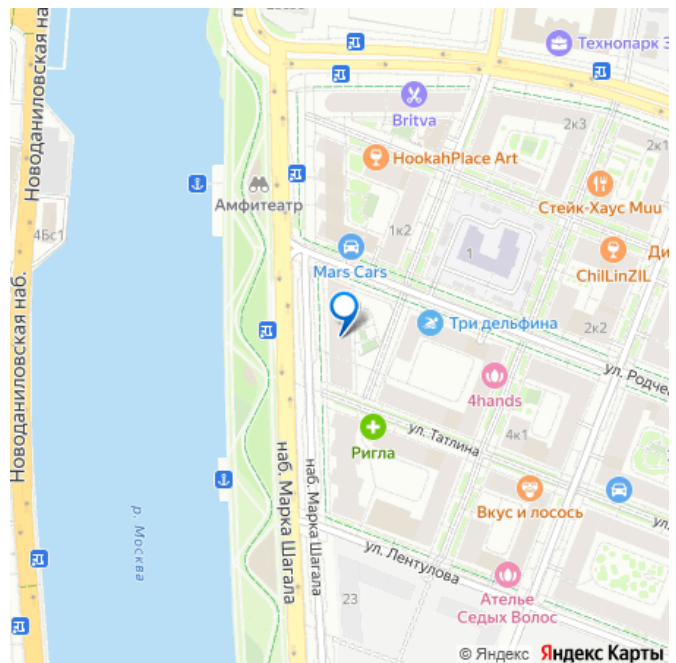 Технопарк З
Britva
2к3
2к1
HookahPlace Art
Новоданиловская наб.
Стейк-Хаус Muu
Амфитеатр
4Бс1
1к2
1
Ди
ChilLinZIL
Mars Cars
Три дельфина
2к2
ул. Родче
4hands
ул. Татлина
4к1
Ригла
Новоданиловская наб.
наб. Марка Шагала
наб. Марка Шагала
Вкус и лосось
ул.
р. Москва
ул. Лентулова
23
Ателье
Седых Волос
© Яндекс Яндекс Карты